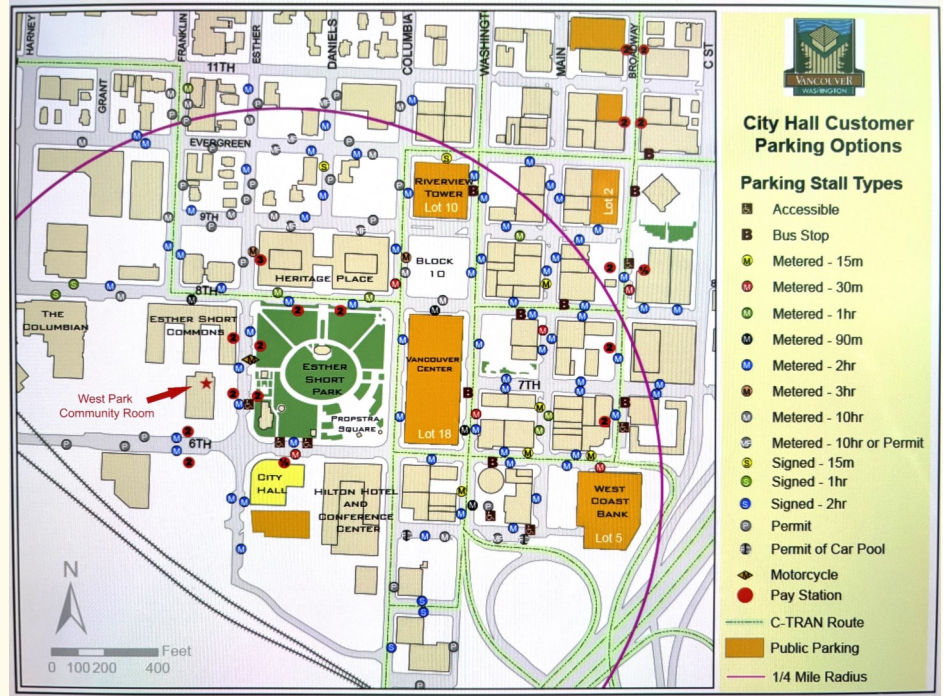 HARNEY
FRANKLIN
ESTHER
DANIELS
COLUMBIA
WASHINGT
MAIN
BROADWAY
C ST
11TH
GRANT
EVERGREEN
9TH
RIVERVIEW
TOWER
Lot 10
Lot 2
HERITAGE PLACE
BLOCK
10
8TH
THE
COLUMBIAN
ESTHER SHORT
COMMONS
ESTHER
SHORT
PARK
VANCOUVER
CENTER
Lot 18
7TH
West Park
Community Room
PROPSTRA
SQUARE
6TH
CITY
HALL
HILTON HOTEL
AND
CONFERENCE
CENTER
WEST
COAST
BANK
Lot 5
N
Feet
0 100 200 400
VANCOUVER
WASHINGTON
City Hall Customer
Parking Options
Parking Stall Types
Accessible
B Bus Stop
M Metered - 15m
M Metered - 30m
M Metered - 1hr
M Metered - 90m
M Metered - 2hr
M Metered - 3hr
M Metered - 10hr
Metered - 10hr or Permit
S Signed - 15m
S Signed - 1hr
S Signed - 2hr
P Permit
Permit of Car Pool
M Motorcycle
Pay Station
C-TRAN Route
Public Parking
1/4 Mile Radius